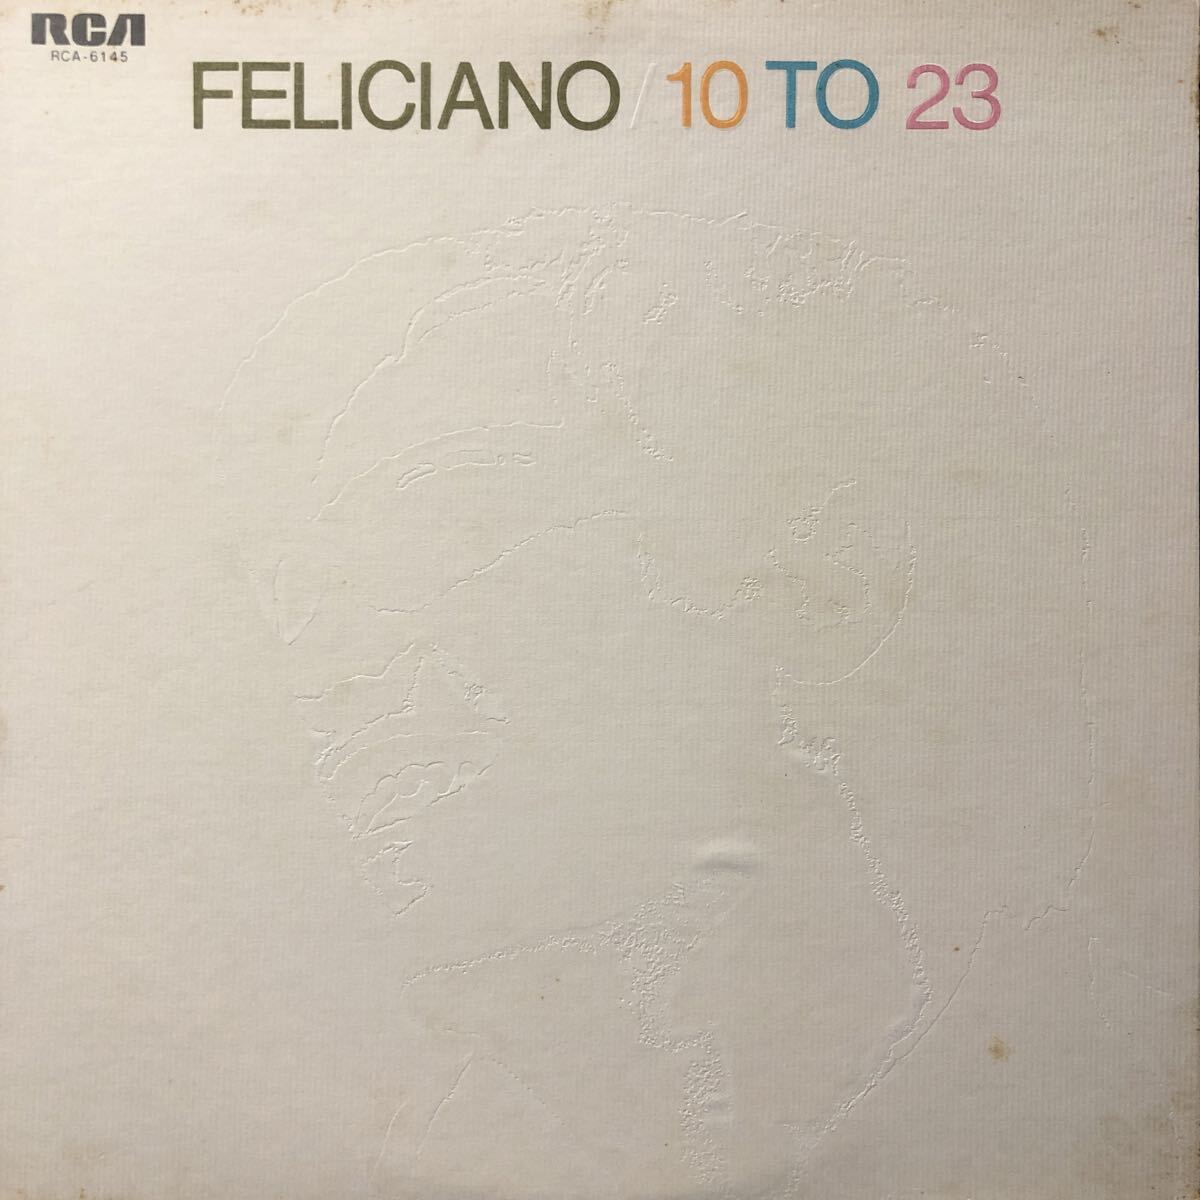 RCA
RCA-6145
FELICIANO/10 TO 23